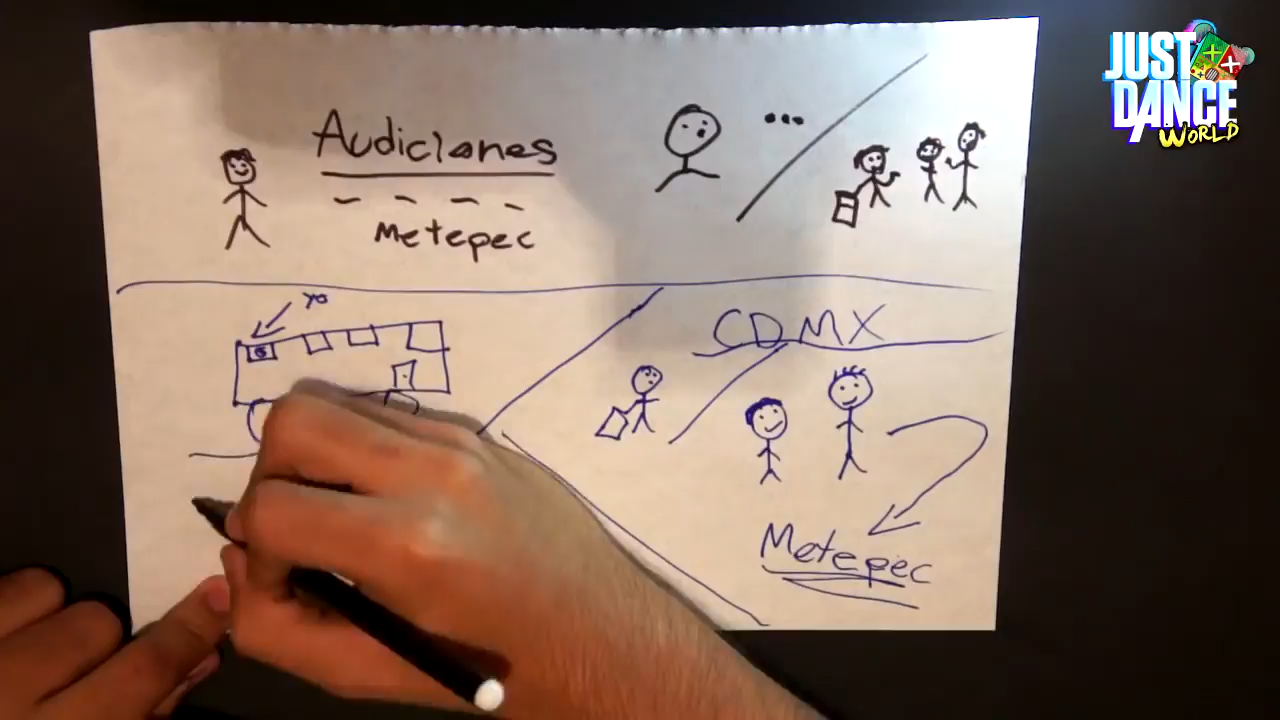 Audiciones
Metepec
Yo
CDMX
Metepec
JUST
DANCE
WORLD